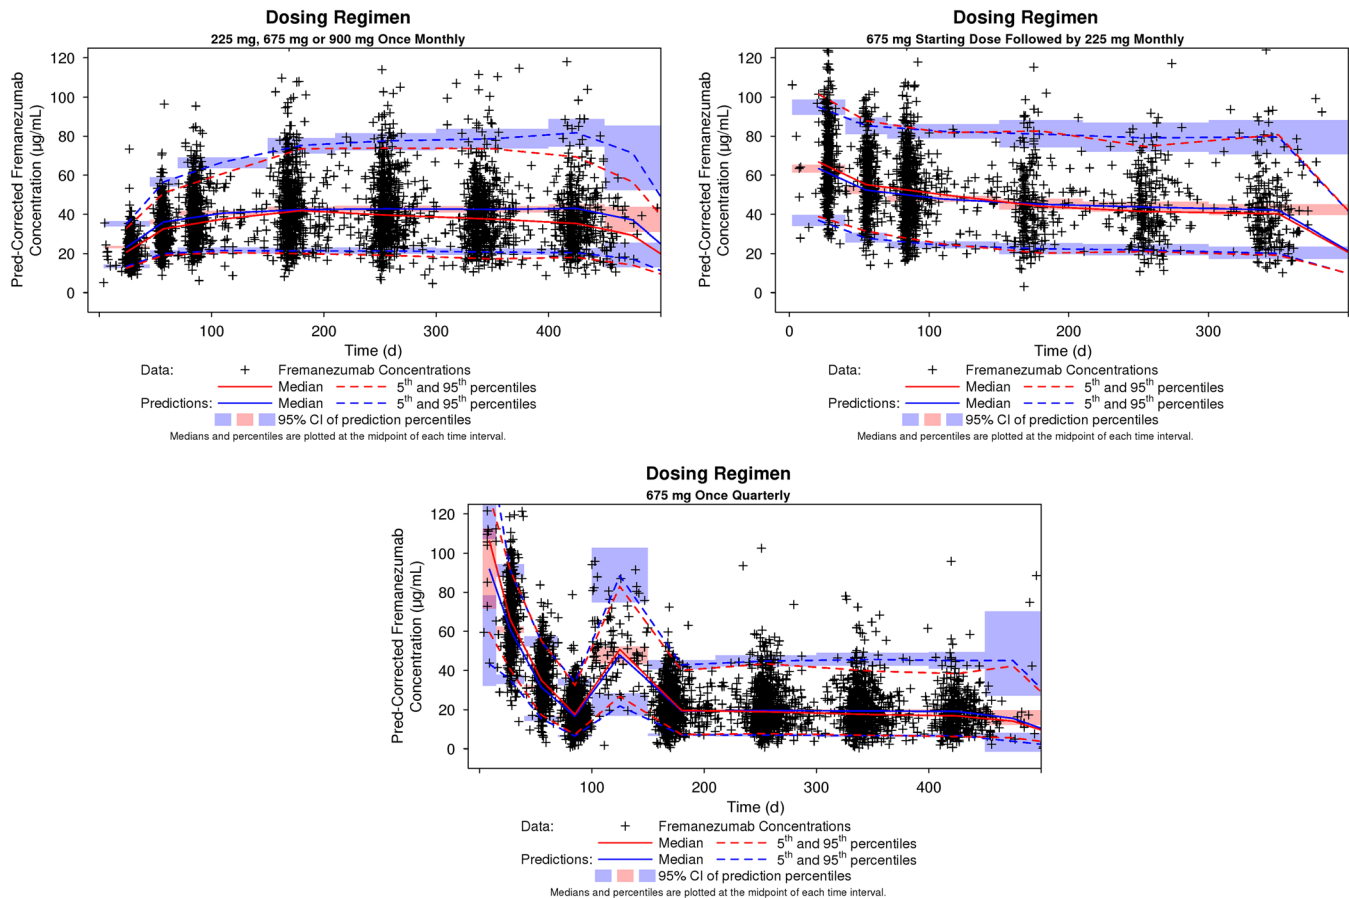 Dosing Regimen
225 mg, 675 mg or 900 mg Once Monthly
Pred-Corrected Fremanezumab
Concentration (µg/mL)
120
100
80
60
40
20
0
100 200 300 400
Time (d)
Data: + Fremanezumab Concentrations
Median 5th and 95th percentiles
Predictions: Median 5th and 95th percentiles
95% CI of prediction percentiles
Medians and percentiles are plotted at the midpoint of each time interval.
Dosing Regimen
675 mg Starting Dose Followed by 225 mg Monthly
Pred-Corrected Fremanezumab
Concentration (µg/mL)
120
100
80
60
40
20
0
0 100 200 300
Time (d)
Data: + Fremanezumab Concentrations
Median 5th and 95th percentiles
Predictions: Median 5th and 95th percentiles
95% CI of prediction percentiles
Medians and percentiles are plotted at the midpoint of each time interval.
Dosing Regimen
675 mg Once Quarterly
Pred-Corrected Fremanezumab
Concentration (µg/mL)
120
100
80
60
40
20
0
100 200 300 400
Time (d)
Data: + Fremanezumab Concentrations
Median 5th and 95th percentiles
Predictions: Median 5th and 95th percentiles
95% CI of prediction percentiles
Medians and percentiles are plotted at the midpoint of each time interval.